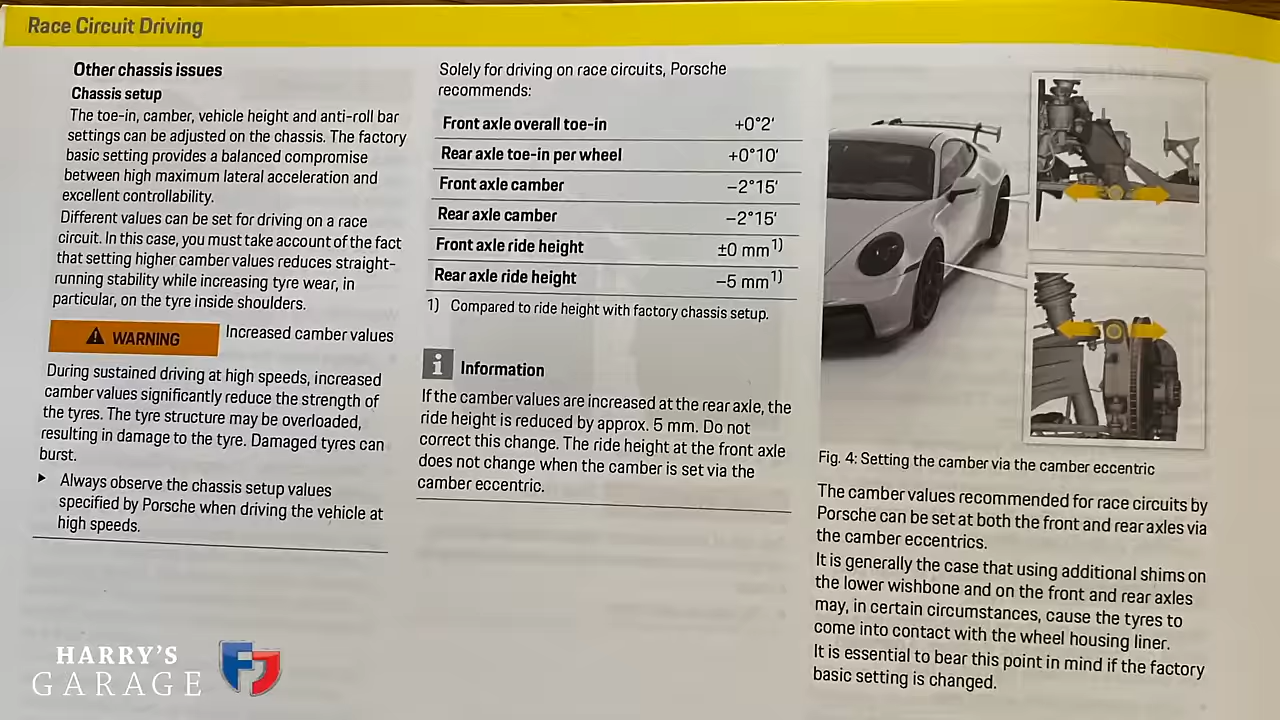 Race Circuit Driving
Other chassis issues
Chassis setup
The toe-in, camber, vehicle height and anti-roll bar
settings can be adjusted on the chassis. The factory
basic setting provides a balanced compromise
between high maximum lateral acceleration and
excellent controllability.
Different values can be set for driving on a race
circuit. In this case, you must take account of the fact
that setting higher camber values reduces straight-
running stability while increasing tyre wear, in
particular, on the tyre inside shoulders.
WARNING Increased camber values
During sustained driving at high speeds, increased
camber values significantly reduce the strength of
the tyres. The tyre structure may be overloaded,
resulting in damage to the tyre. Damaged tyres can
burst.
Always observe the chassis setup values
specified by Porsche when driving the vehicle at
high speeds.
Solely for driving on race circuits, Porsche
recommends:
Front axle overall toe-in +0°2'
Rear axle toe-in per wheel +0°10'
Front axle camber −2°15'
Rear axle camber −2°15'
Front axle ride height ±0 mm1)
Rear axle ride height −5 mm1)
1) Compared to ride height with factory chassis setup.
i Information
If the camber values are increased at the rear axle, the
ride height is reduced by approx. 5 mm. Do not
correct this change. The ride height at the front axle
does not change when the camber is set via the
camber eccentric.
Fig. 4: Setting the camber via the camber eccentric
The camber values recommended for race circuits by
Porsche can be set at both the front and rear axles via
the camber eccentrics.
It is generally the case that using additional shims on
the lower wishbone and on the front and rear axles
may, in certain circumstances, cause the tyres to
come into contact with the wheel housing liner.
It is essential to bear this point in mind if the factory
basic setting is changed.
HARRY'S
GARAGE